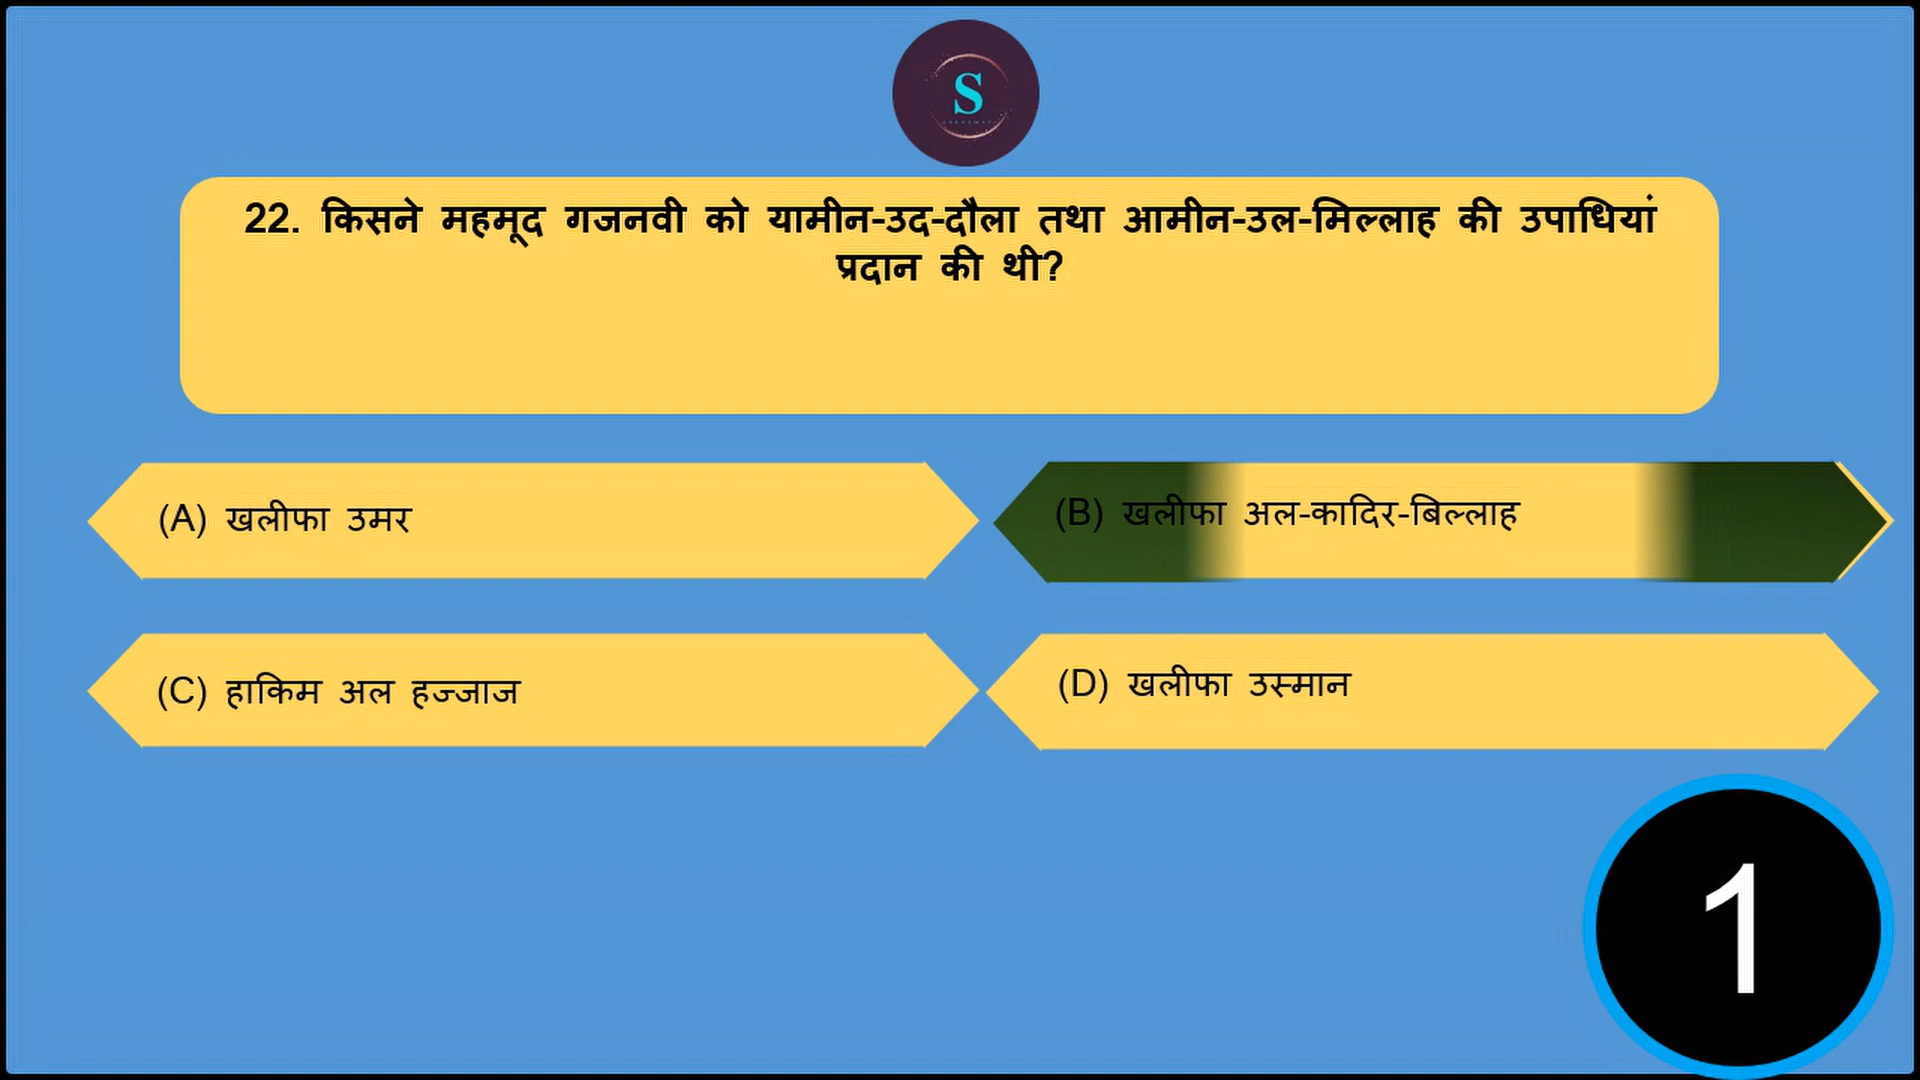 S
22. किसने महमूद गजनवी को यामीन-उद-दौला तथा आमीन-उल-मिल्लाह की उपाधियां
प्रदान की थी?
(A) खलीफा उमर
(B) खलीफा अल-कादिर-बिल्लाह
(C) हाकिम अल हज्जाज
(D) खलीफा उस्मान
1